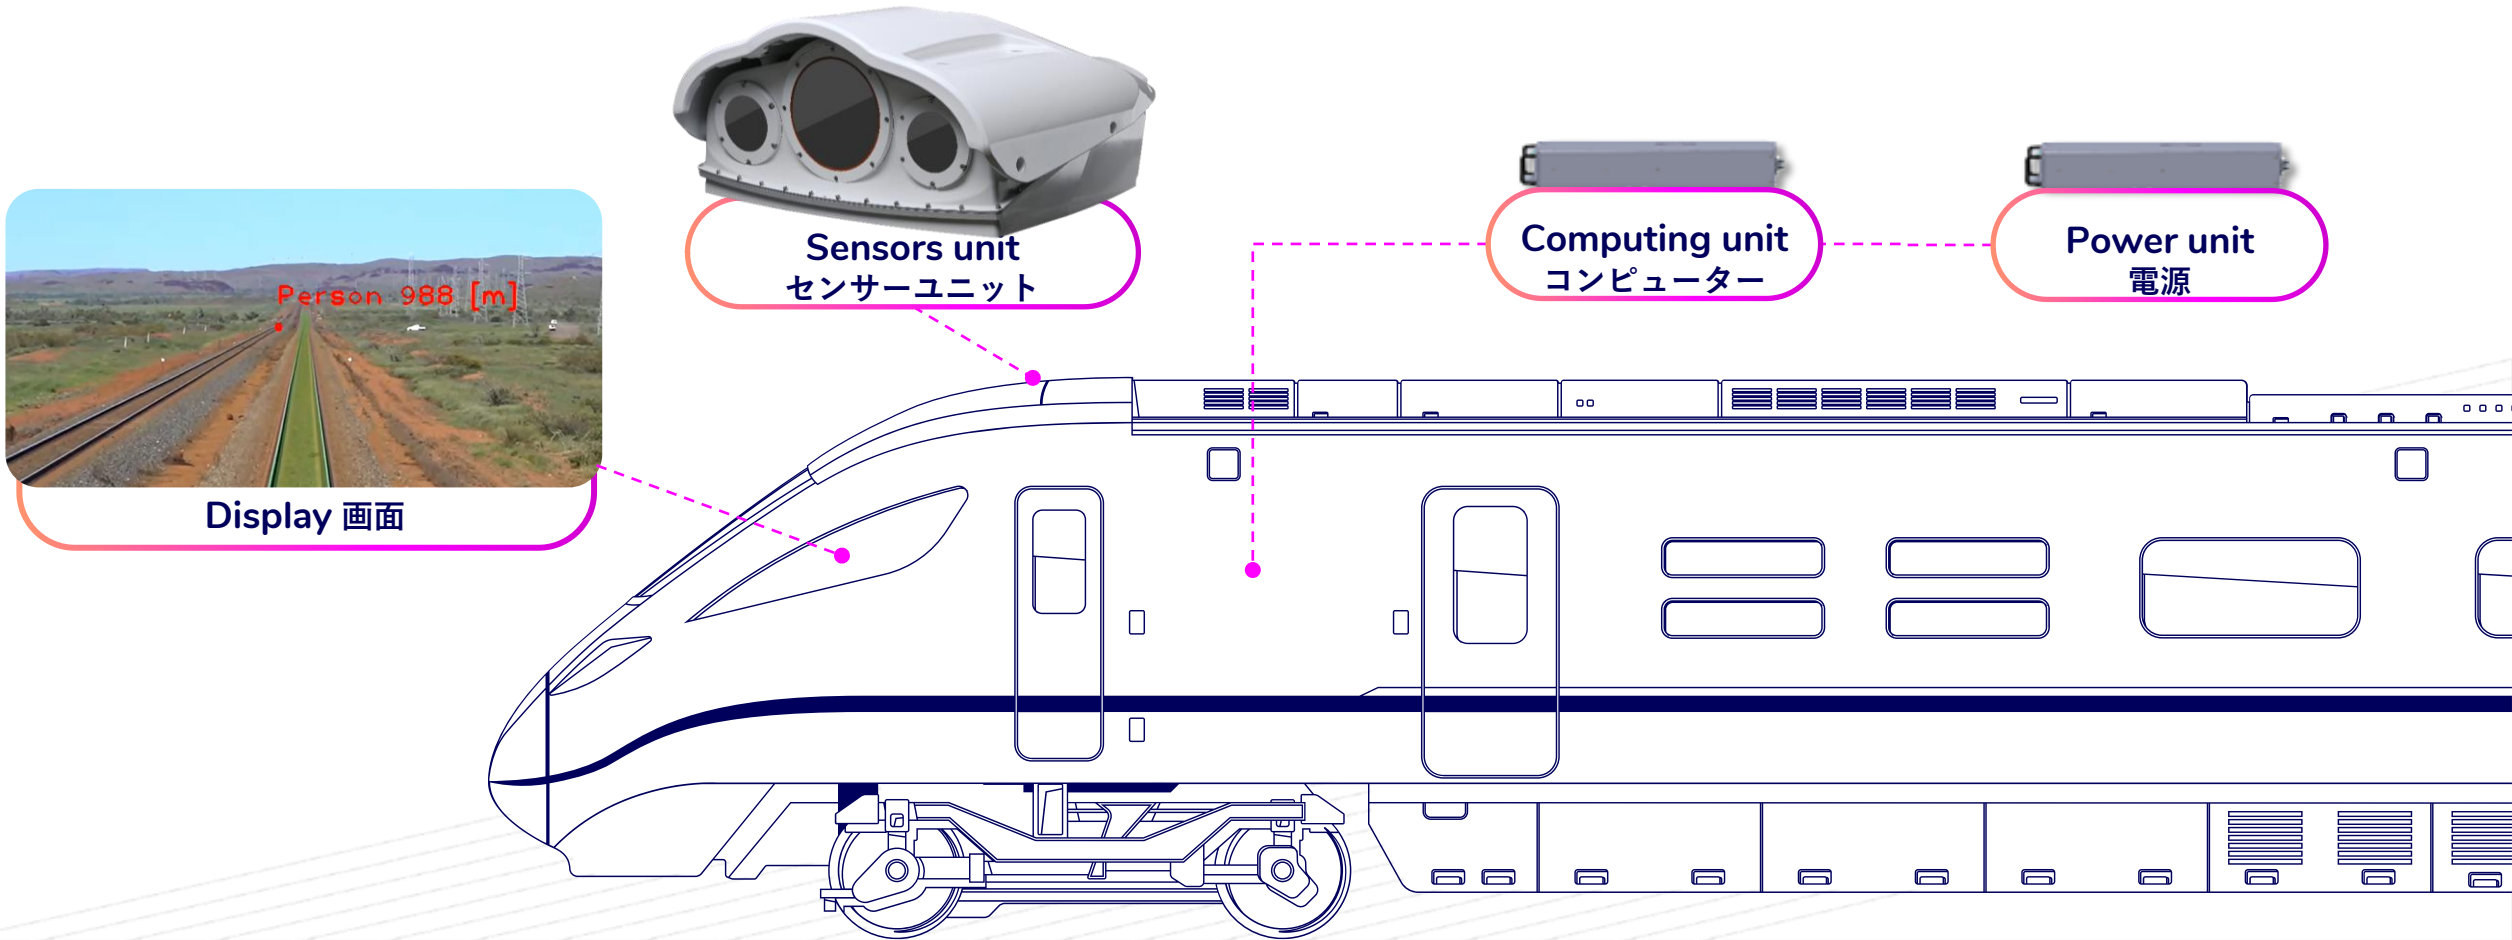 Person 988 [m]
Display 画面
Sensors unit
センサーユニット
Computing unit
コンピューター
Power unit
電源